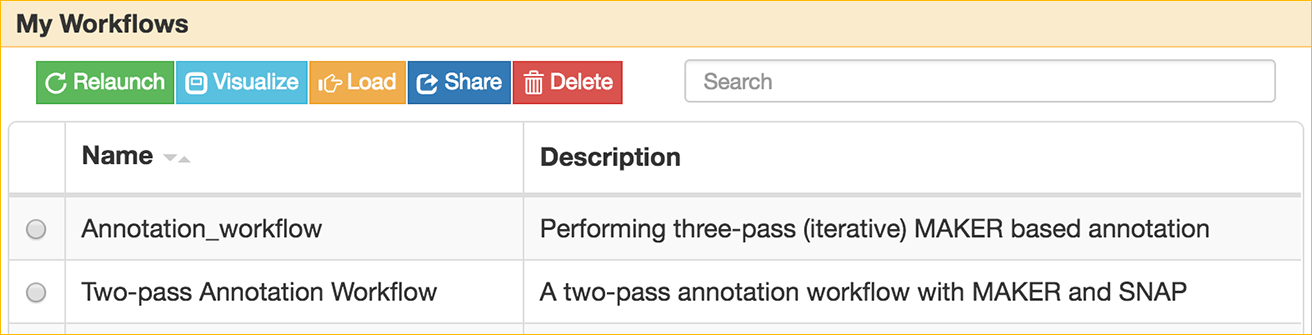 My Workflows
Relaunch Visualize Load Share Delete Search
Name Description
Annotation_workflow Performing three-pass (iterative) MAKER based annotation
Two-pass Annotation Workflow A two-pass annotation workflow with MAKER and SNAP